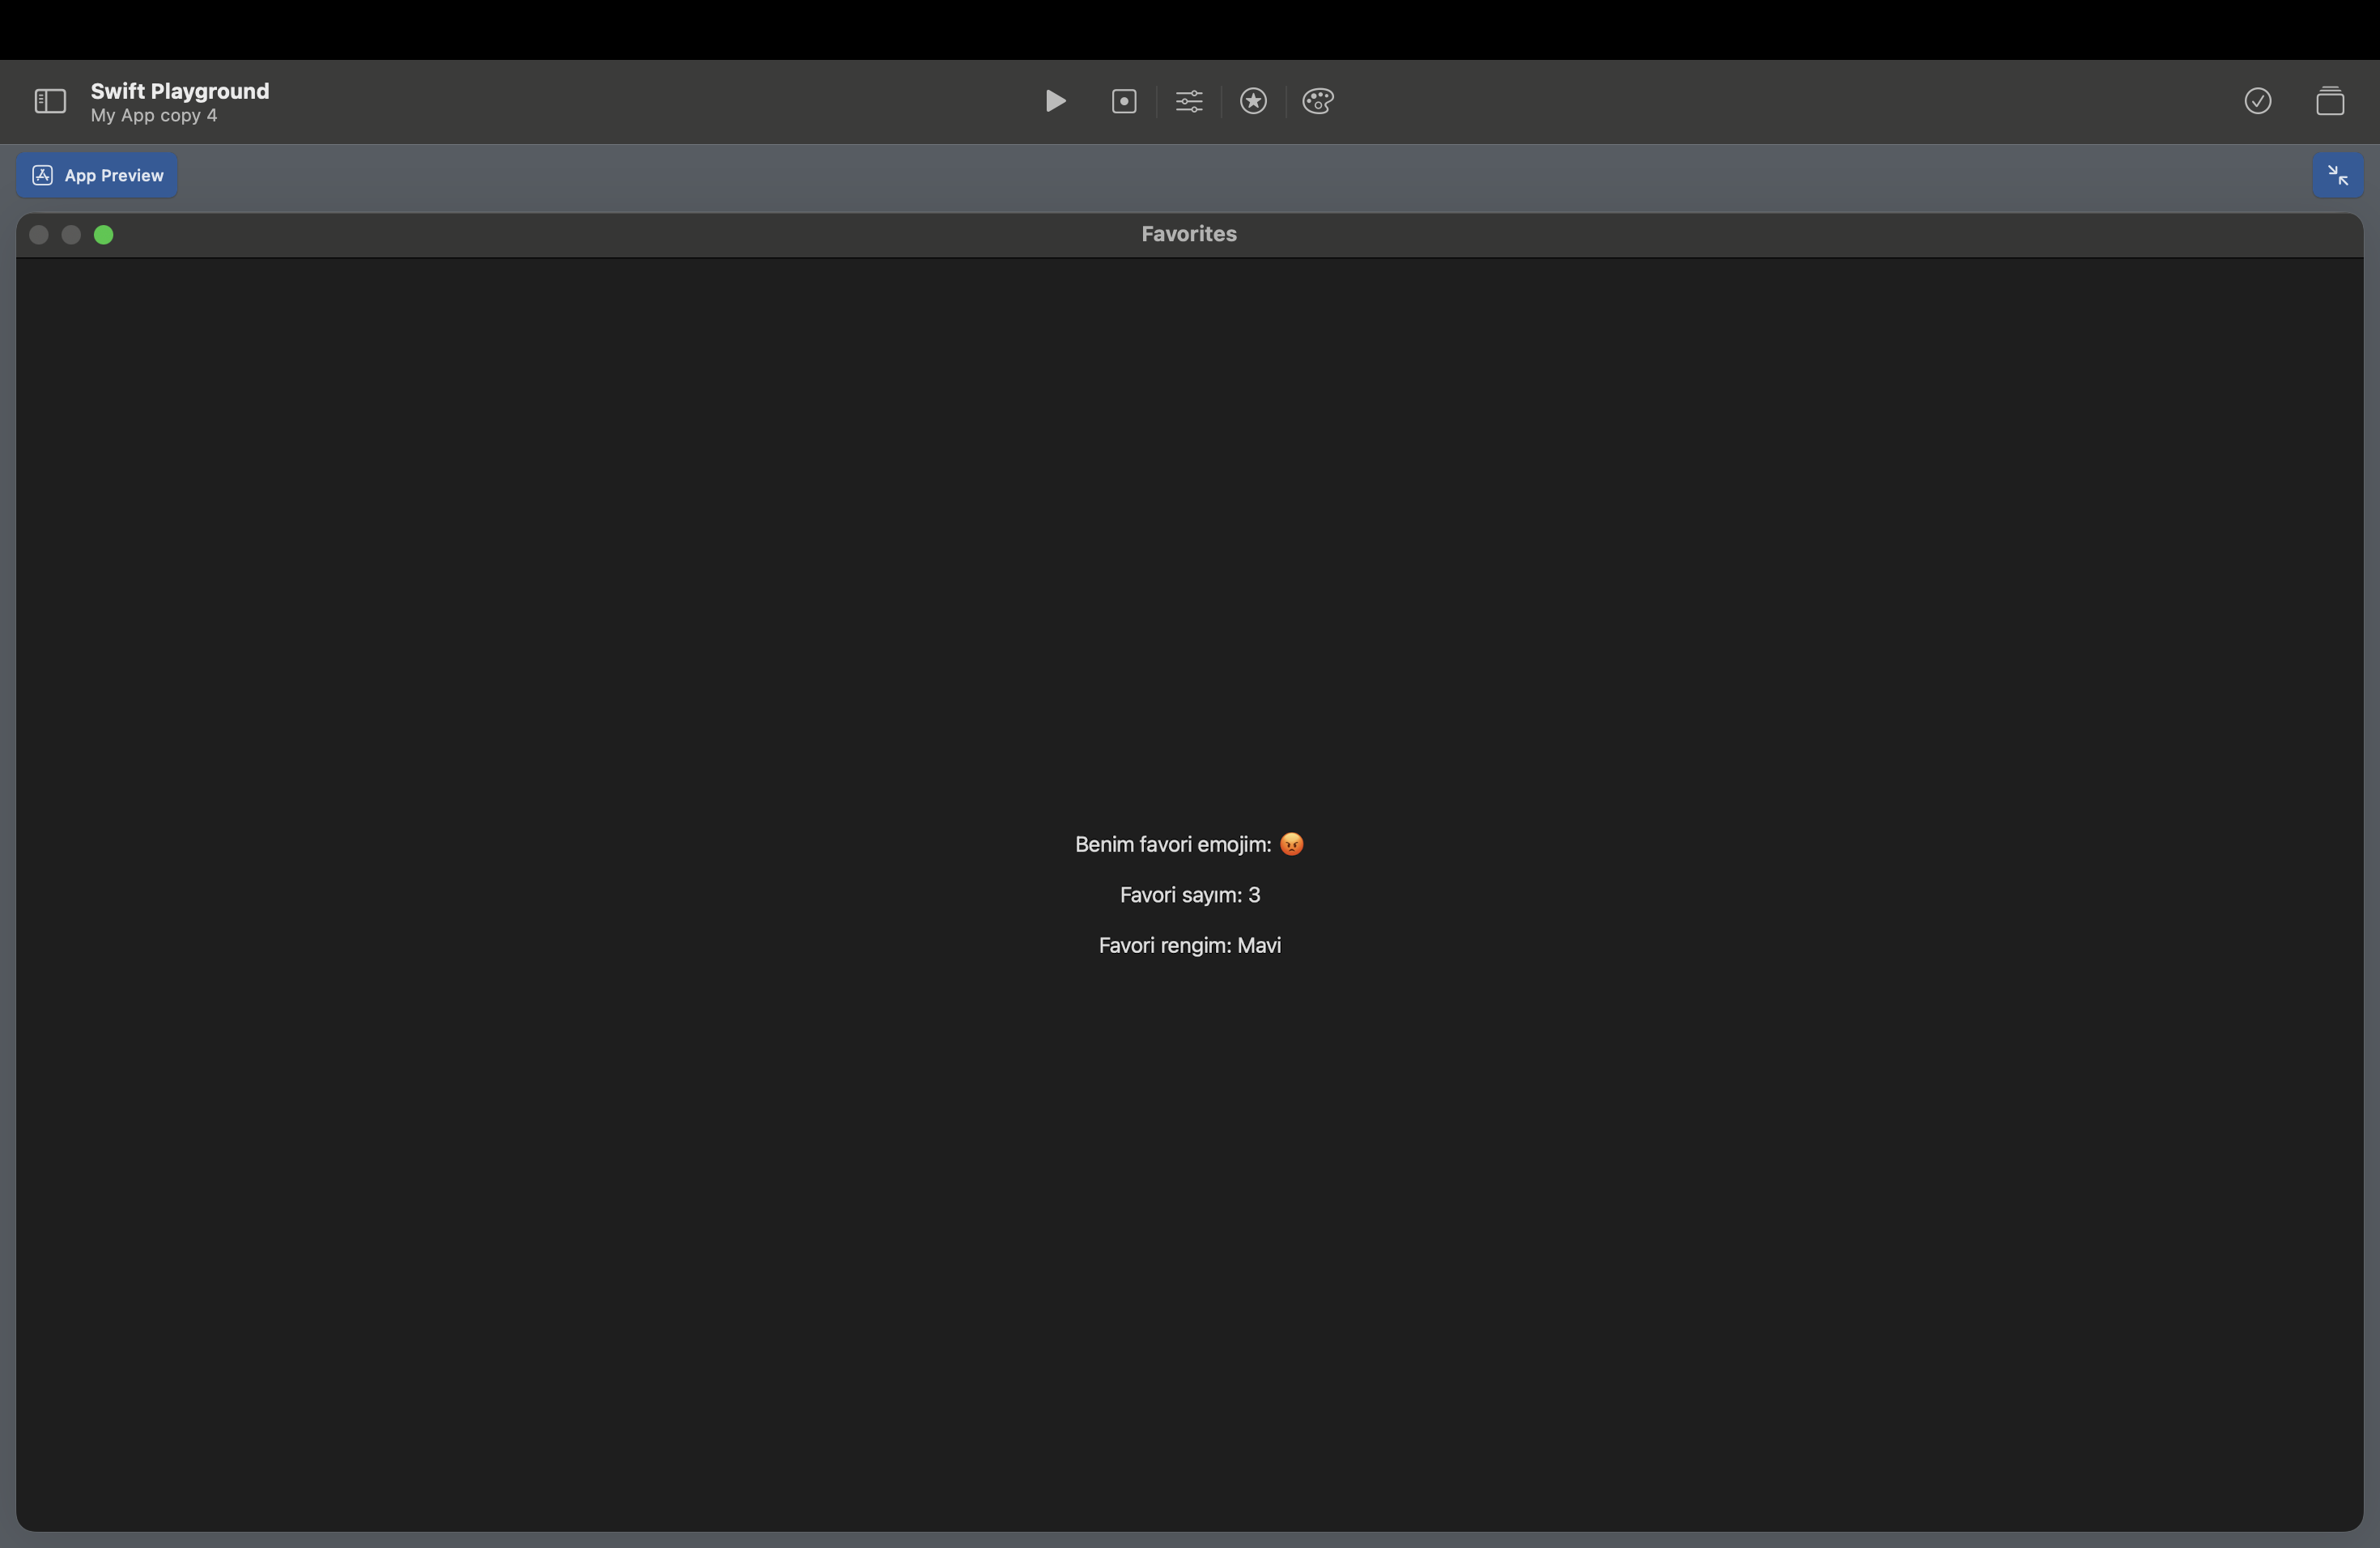 Swift Playground
My App copy 4
App Preview
Favorites
Benim favori emojim: 😡
Favori sayım: 3
Favori rengim: Mavi